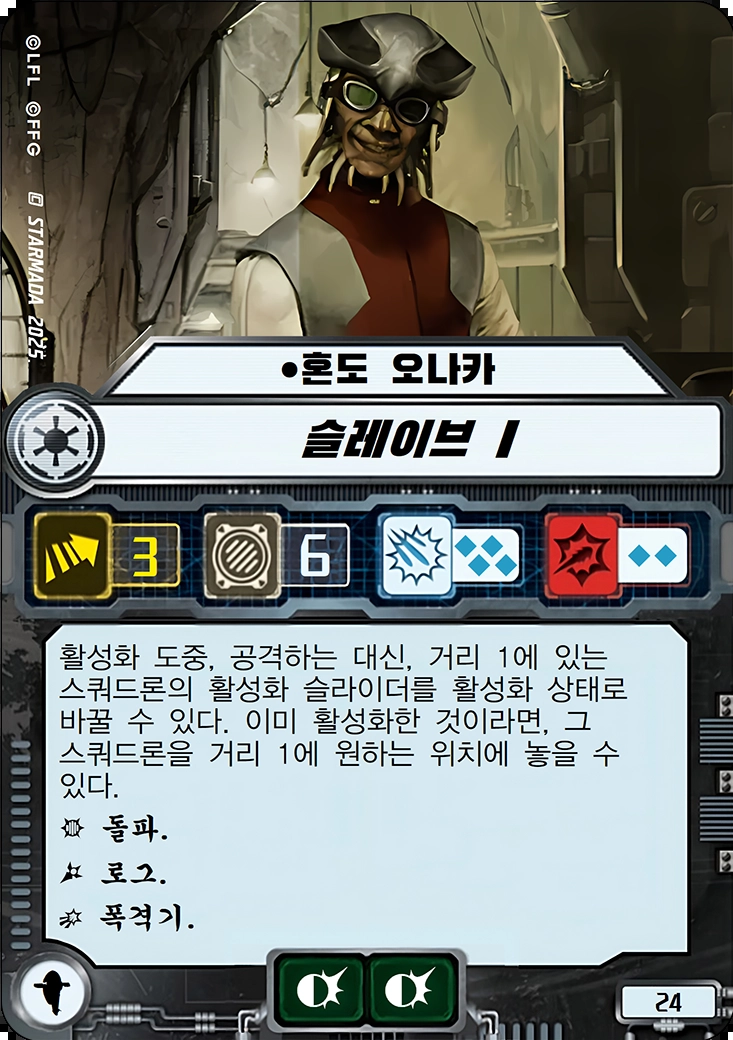 ©LFL ©FFG
STARMADA 2025.
•혼도 오나카
슬레이브 I
3
6
활성화 도중, 공격하는 대신, 거리 1에 있는
스쿼드론의 활성화 슬라이더를 활성화 상태로
바꿀 수 있다. 이미 활성화한 것이라면, 그
스쿼드론을 거리 1에 원하는 위치에 놓을 수
있다.
돌파.
로그.
폭격기.
24